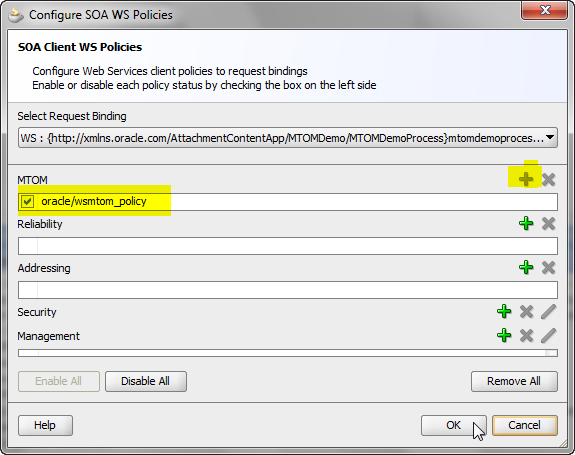 Configure SOA WS Policies
SOA Client WS Policies
Configure Web Services client policies to request bindings
Enable or disable each policy status by checking the box on the left side
Select Request Binding
WS : {http://xmlns.oracle.com/AttachmentContentApp/MTOMDemo/MTOMDemoProcess}mtomdemoproces...
MTOM
oracle/wsmtom_policy
Reliability
Addressing
Security
Management
Enable All
Disable All
Remove All
Help
OK
Cancel